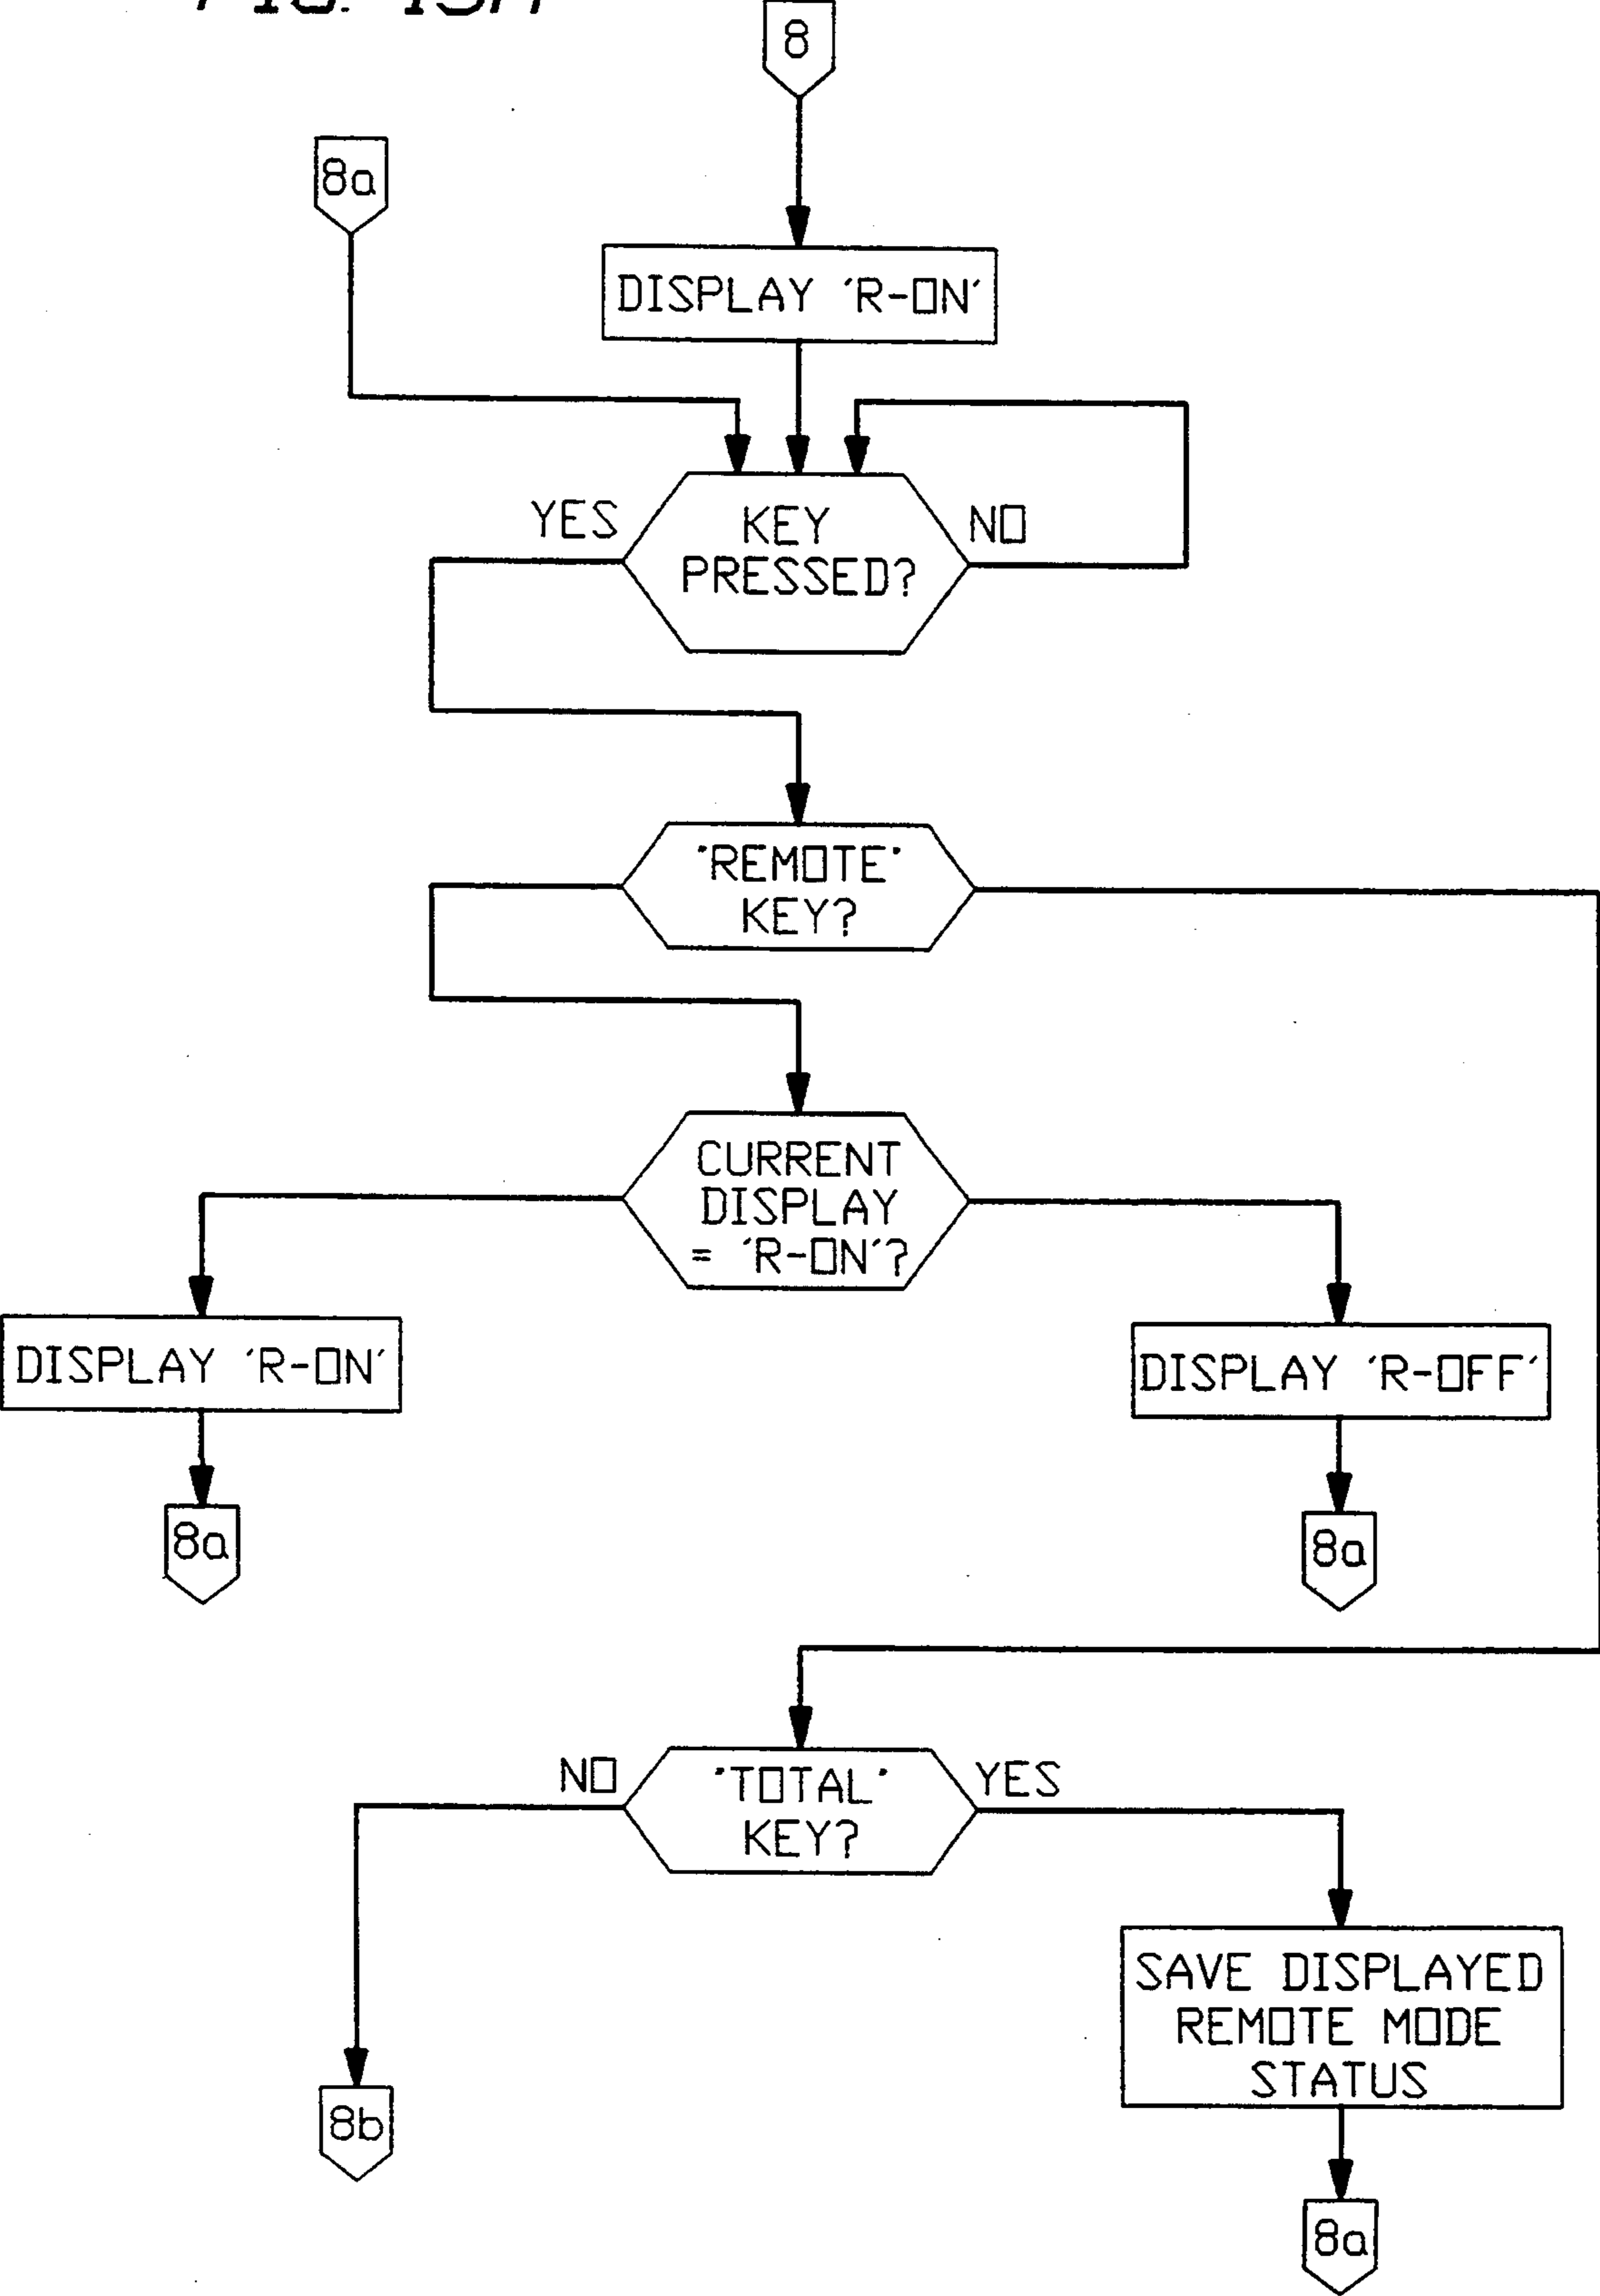 8
8a
DISPLAY 'R-ON'
YES
KEY
PRESSED?
NO
"REMOTE"
KEY?
CURRENT
DISPLAY
= 'R-ON'?
DISPLAY 'R-ON'
DISPLAY 'R-OFF'
8a
8a
NO
"TOTAL"
KEY?
YES
SAVE DISPLAYED
REMOTE MODE
STATUS
8b
8a